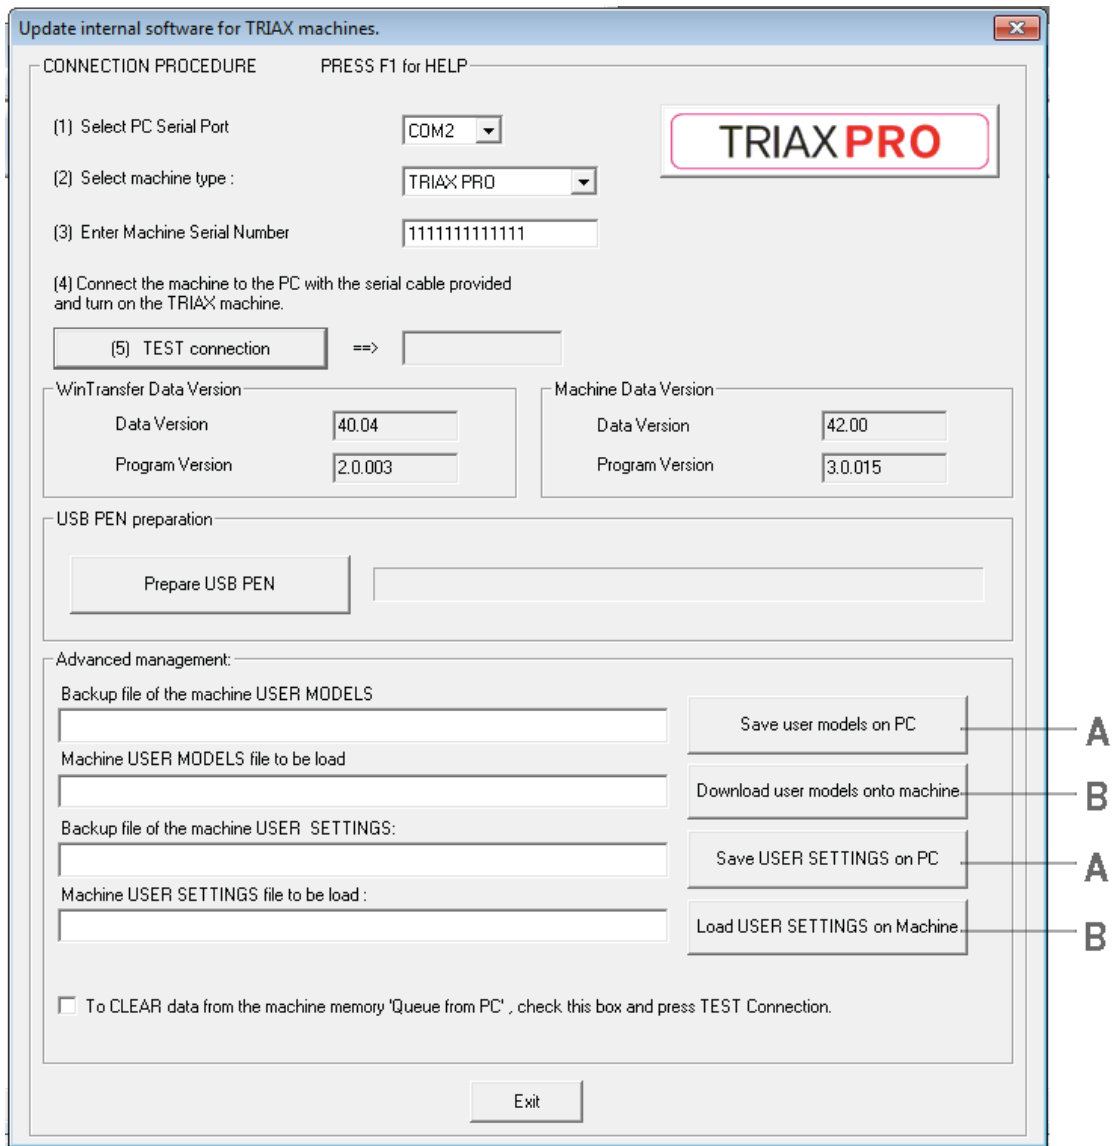 Update internal software for TRIAX machines.
CONNECTION PROCEDURE PRESS F1 for HELP
(1) Select PC Serial Port COM2
TRIAX PRO
(2) Select machine type : TRIAX PRO
(3) Enter Machine Serial Number 1111111111111
(4) Connect the machine to the PC with the serial cable provided
and turn on the TRIAX machine.
(5) TEST connection ==>
WinTransfer Data Version
Data Version 40.04
Program Version 2.0.003
Machine Data Version
Data Version 42.00
Program Version 3.0.015
USB PEN preparation
Prepare USB PEN
Advanced management:
Backup file of the machine USER MODELS
Save user models on PC A
Machine USER MODELS file to be load
Download user models onto machine B
Backup file of the machine USER SETTINGS:
Save USER SETTINGS on PC A
Machine USER SETTINGS file to be load :
Load USER SETTINGS on Machine B
To CLEAR data from the machine memory 'Queue from PC' , check this box and press TEST Connection.
Exit